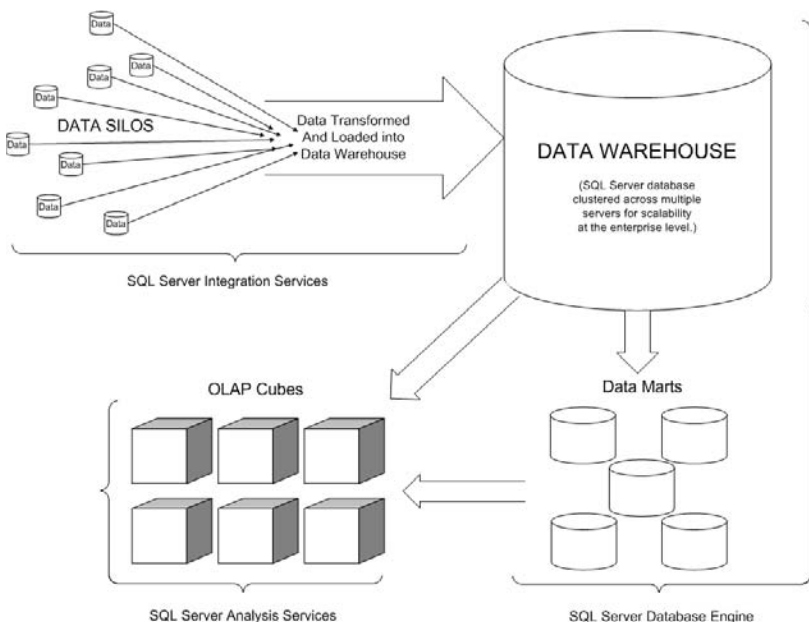 Data
Data
Data
Data
DATA SILOS
Data
Data
Data
Data
Data Transformed
And Loaded into
Data Warehouse
SQL Server Integration Services
DATA WAREHOUSE
(SQL Server database
clustered across multiple
servers for scalability
at the enterprise level.)
OLAP Cubes
Data Marts
SQL Server Analysis Services
SQL Server Database Engine